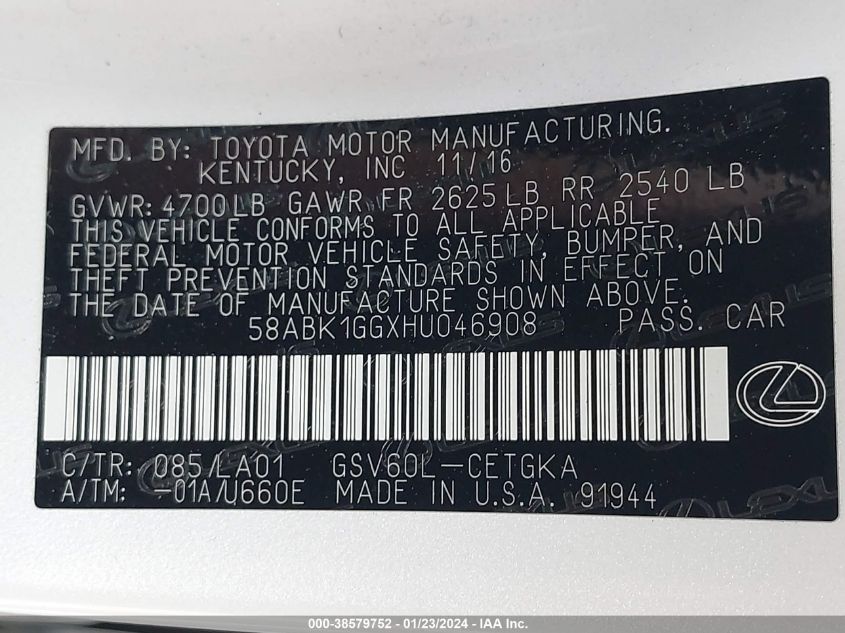 MFD. BY: TOYOTA MOTOR MANUFACTURING.
KENTUCKY, INC 11/16
GVWR: 4700LB GAWR FR 2625LB RR 2540 LB
THIS VEHICLE CONFORMS TO ALL APPLICABLE
FEDERAL MOTOR VEHICLE SAFETY, BUMPER, AND
THEFT PREVENTION STANDARDS IN EFFECT ON
THE DATE OF MANUFACTURE SHOWN ABOVE.
58ABK1GGXHU046908 PASS. CAR
C/TR: 085/LA01 GSV60L-CETGKA
A/TM: -01A/U660E MADE IN U.S.A. 91944
000-38579752 - 01/23/2024 - IAA Inc.